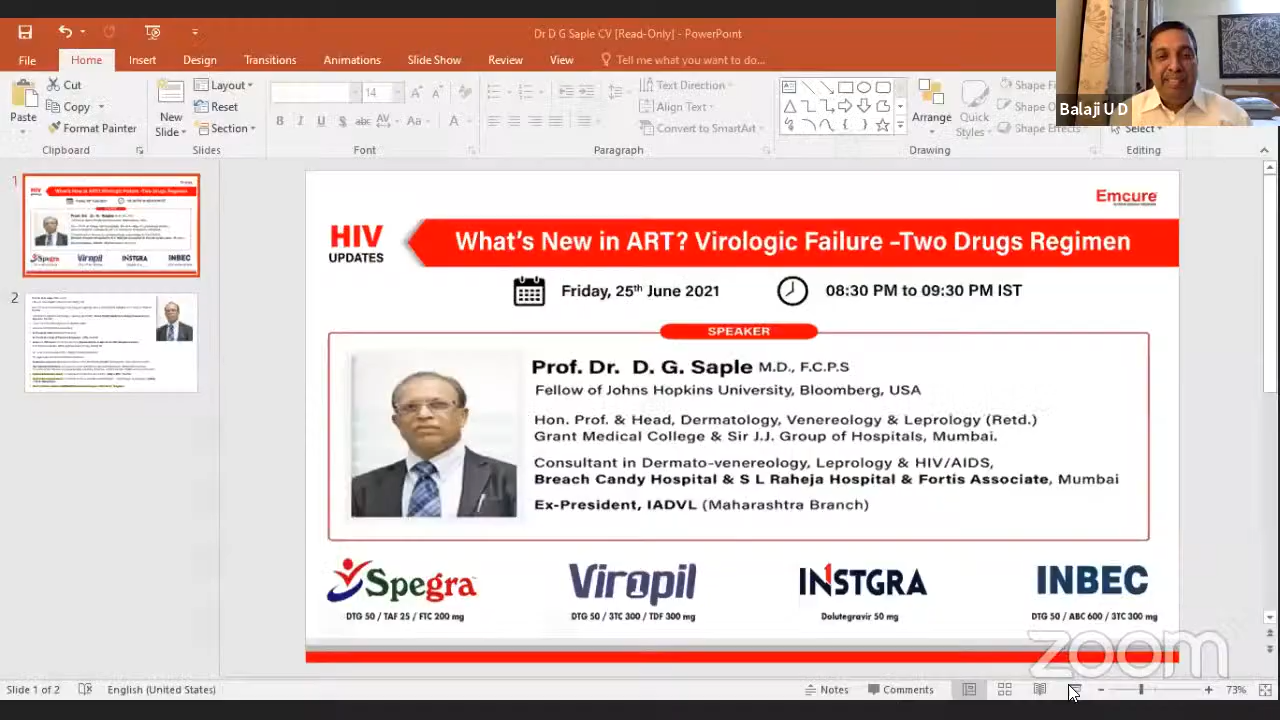 Dr D G Saple CV [Read-Only] - PowerPoint
File Home Insert Design Transitions Animations Slide Show Review View Tell me what you want to do...
Cut
Copy
Format Painter
Paste
Clipboard
New
Slide
Layout
Reset
Section
Slides
14
Font
Text Direction
Align Text
Convert to SmartArt
Paragraph
Arrange
Quick
Styles
Shape
Shape
Shape Effects
Drawing
Select
Editing
Balaji U D
1
2
Emcure
HIV
UPDATES
What's New in ART? Virologic Failure –Two Drugs Regimen
Friday, 25th June 2021
08:30 PM to 09:30 PM IST
SPEAKER
Prof. Dr. D. G. Saple M.D., F.C.P.S
Fellow of Johns Hopkins University, Bloomberg, USA
Hon. Prof. & Head, Dermatology, Venereology & Leprology (Retd.)
Grant Medical College & Sir J.J. Group of Hospitals, Mumbai.
Consultant in Dermato-venereology, Leprology & HIV/AIDS,
Breach Candy Hospital & S L Raheja Hospital & Fortis Associate, Mumbai
Ex-President, IADVL (Maharashtra Branch)
Spegra
DTG 50 / TAF 25 / FTC 200 mg
Viropil
DTG 50 / 3TC 300 / TDF 300 mg
INSTGRA
Dolutegravir 50 mg
INBEC
DTG 50 / ABC 600 / 3TC 300 mg
zoom
Slide 1 of 2 English (United States) Notes Comments 73%